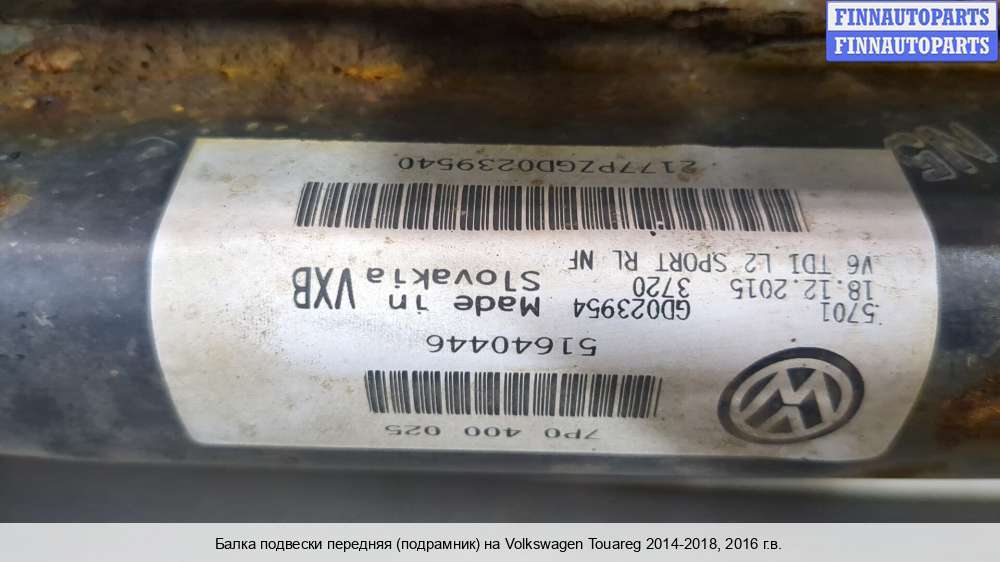 FINNAUTOPARTS
FINNAUTOPARTS
7P0 400 025
51640446
5701 GD023954 Made in
18.12.2015 3720 Slovakia VXB
V6 TDI L2 SPORT RL NF
2177PZGD0239540
Балка подвески передняя (подрамник) на Volkswagen Touareg 2014-2018, 2016 г.в.